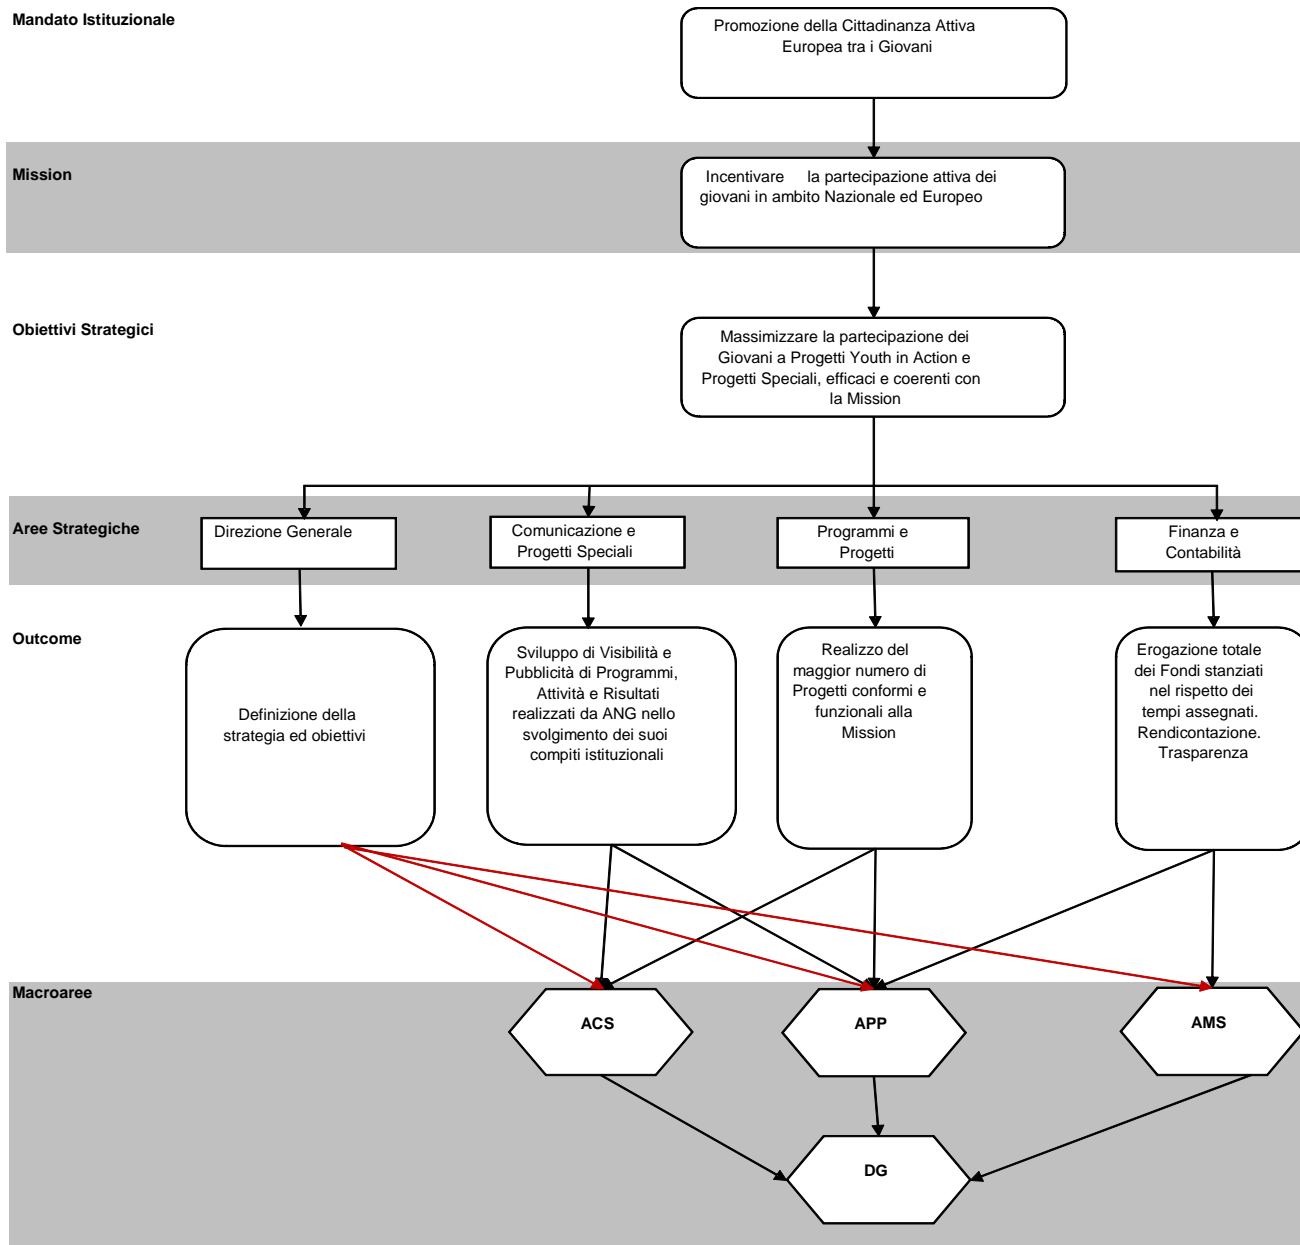 Mandato Istituzionale
Promozione della Cittadinanza Attiva
Europea tra i Giovani
Mission
Incentivare la partecipazione attiva dei
giovani in ambito Nazionale ed Europeo
Obiettivi Strategici
Massimizzare la partecipazione dei
Giovani a Progetti Youth in Action e
Progetti Speciali, efficaci e coerenti con
la Mission
Aree Strategiche
Direzione Generale
Comunicazione e
Progetti Speciali
Programmi e
Progetti
Finanza e
Contabilità
Outcome
Definizione della
strategia ed obiettivi
Sviluppo di Visibilità e
Pubblicità di Programmi,
Attività e Risultati
realizzati da ANG nello
svolgimento dei suoi
compiti istituzionali
Realizzo del
maggior numero di
Progetti conformi e
funzionali alla
Mission
Erogazione totale
dei Fondi stanziati
nel rispetto dei
tempi assegnati.
Rendicontazione.
Trasparenza
Macroaree
ACS
APP
AMS
DG